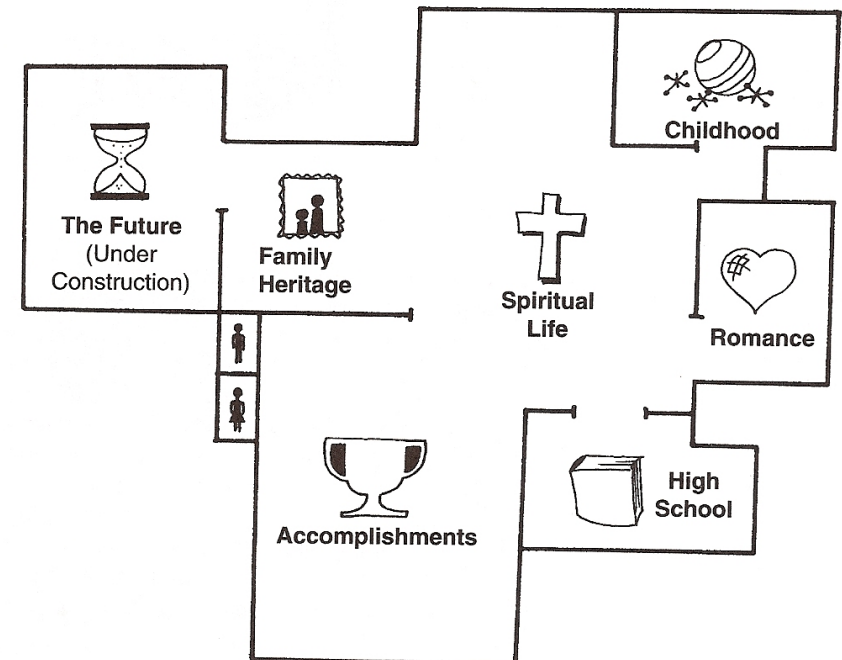 Childhood
The Future
(Under
Construction)
Family
Heritage
Spiritual
Life
Romance
High
School
Accomplishments